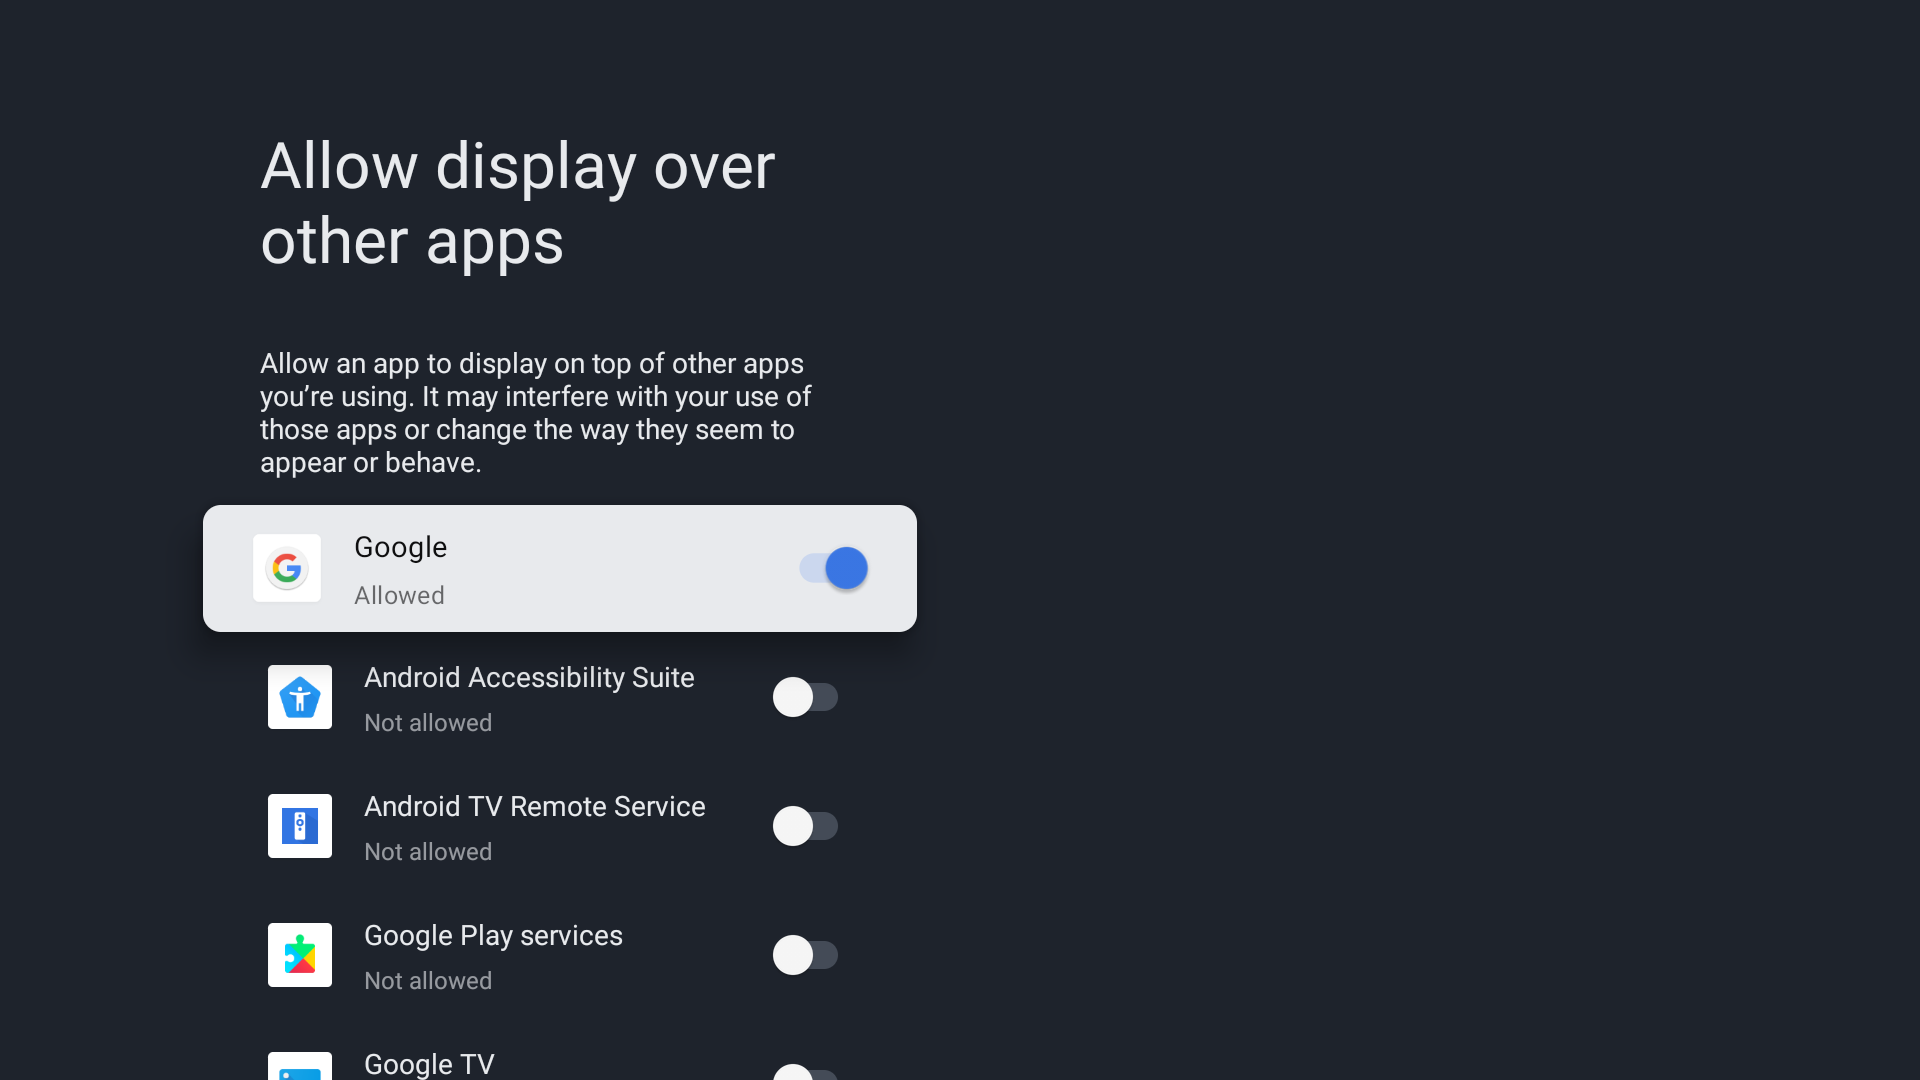 Allow display over
other apps
Allow an app to display on top of other apps
you’re using. It may interfere with your use of
those apps or change the way they seem to
appear or behave.
Google
Allowed
Android Accessibility Suite
Not allowed
Android TV Remote Service
Not allowed
Google Play services
Not allowed
Google TV